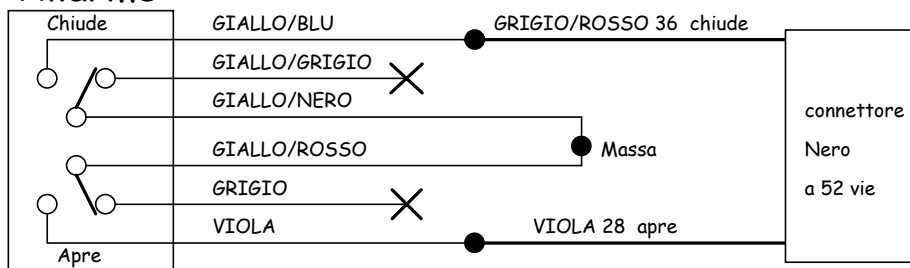 Chiude
GIALLO/BLU
GRIGIO/ROSSO 36 chiude
GIALLO/GRIGIO
GIALLO/NERO
connettore
Nero
a 52 vie
Massa
GIALLO/ROSSO
GRIGIO
VIOLA
VIOLA 28 apre
Apre